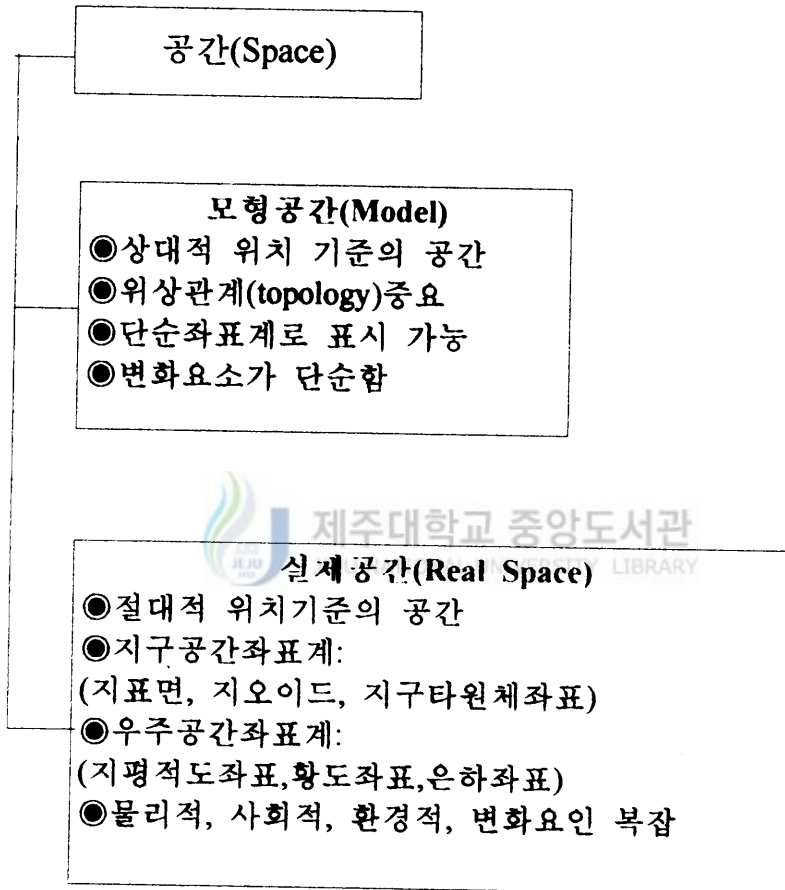 공간(Space)
모형공간(Model)
◉상대적 위치 기준의 공간
◉위상관계(topology)중요
◉단순좌표계로 표시 가능
◉변화요소가 단순함
제주대학교 중앙도서관
실재공간(Real Space)
◉절대적 위치기준의 공간
◉지구공간좌표계:
(지표면, 지오이드, 지구타원체좌표)
◉우주공간좌표계:
(지평적도좌표,황도좌표,은하좌표)
◉물리적, 사회적, 환경적, 변화요인 복잡